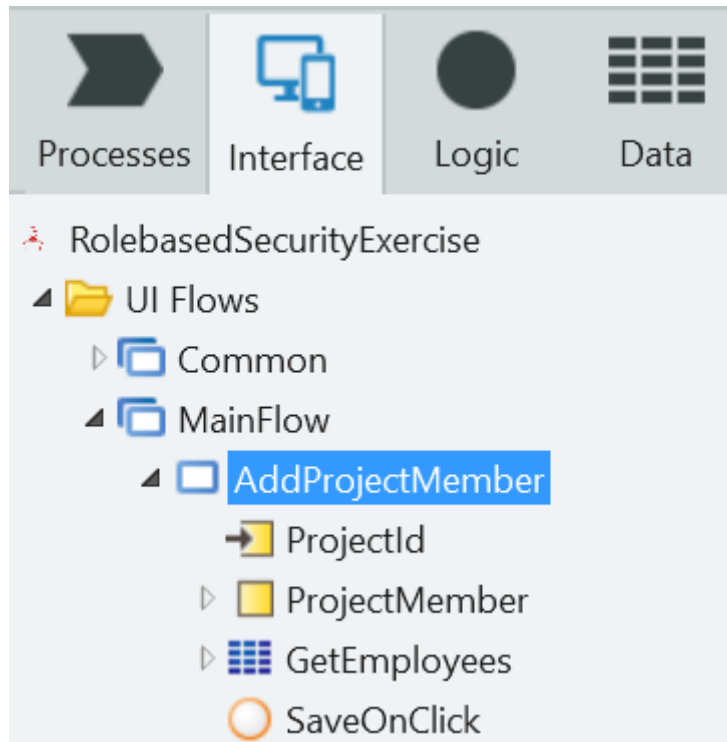 Processes Interface Logic Data
RolebasedSecurityExercise
UI Flows
Common
MainFlow
AddProjectMember
ProjectId
ProjectMember
GetEmployees
SaveOnClick